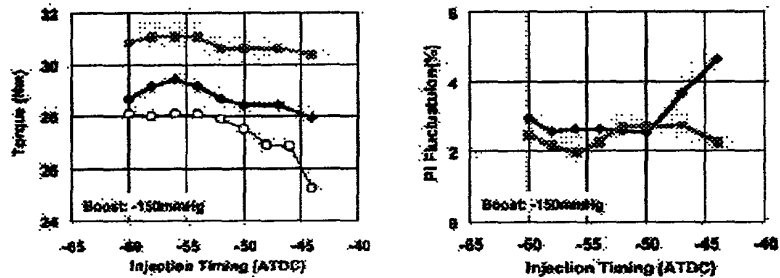 32
30
28
26
24
Torque (Nm)
Boost: -150mmHg
-65 -60 -55 -50 -45 -40
Injection Timing (ATDC)
6
4
2
0
PI Fluctustuion(%)
Boost: -150mmHg
-65 -60 -55 -50 -45 -40
Injection Timing (ATDC)